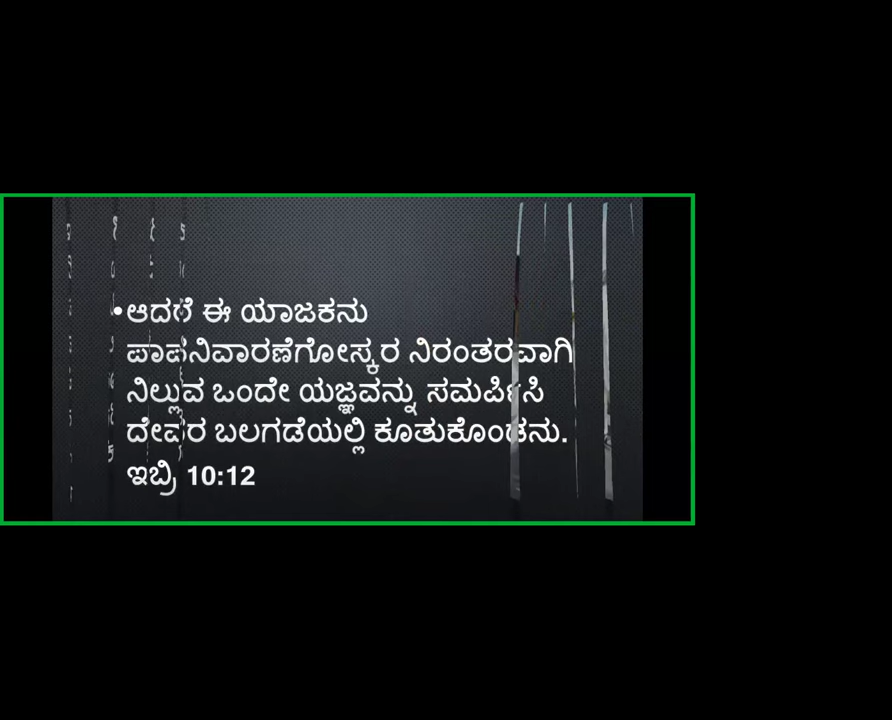 •ಆದರೆ ಈ ಯಾಜಕನು
ಪಾಪನಿವಾರಣೆಗೋಸ್ಕರ ನಿರಂತರವಾಗಿ
ನಿಲ್ಲುವ ಒಂದೇ ಯಜ್ಞವನ್ನು ಸಮರ್ಪಿಸಿ
ದೇವರ ಬಲಗಡೆಯಲ್ಲಿ ಕೂತುಕೊಂಡನು.
ಇಬ್ರಿ 10:12